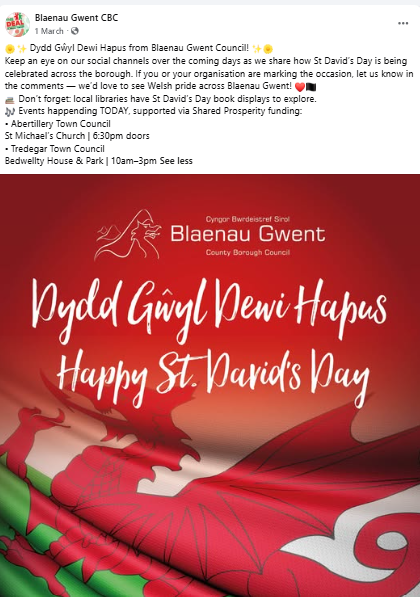 Blaenau Gwent CBC
1 March ·
🌼✨ Dydd Gŵyl Dewi Hapus from Blaenau Gwent Council! ✨🌼
Keep an eye on our social channels over the coming days as we share how St David's Day is being
celebrated across the borough. If you or your organisation are marking the occasion, let us know in
the comments — we'd love to see Welsh pride across Blaenau Gwent! ❤️🏴
📚 Don't forget: local libraries have St David's Day book displays to explore.
🎶 Events happending TODAY, supported via Shared Prosperity funding:
• Abertillery Town Council
St Michael's Church | 6:30pm doors
• Tredegar Town Council
Bedwellty House & Park | 10am–3pm See less
Cyngor Bwrdeistref Sirol
Blaenau Gwent
County Borough Council
Dydd Gŵyl Dewi Hapus
Happy St. David's Day